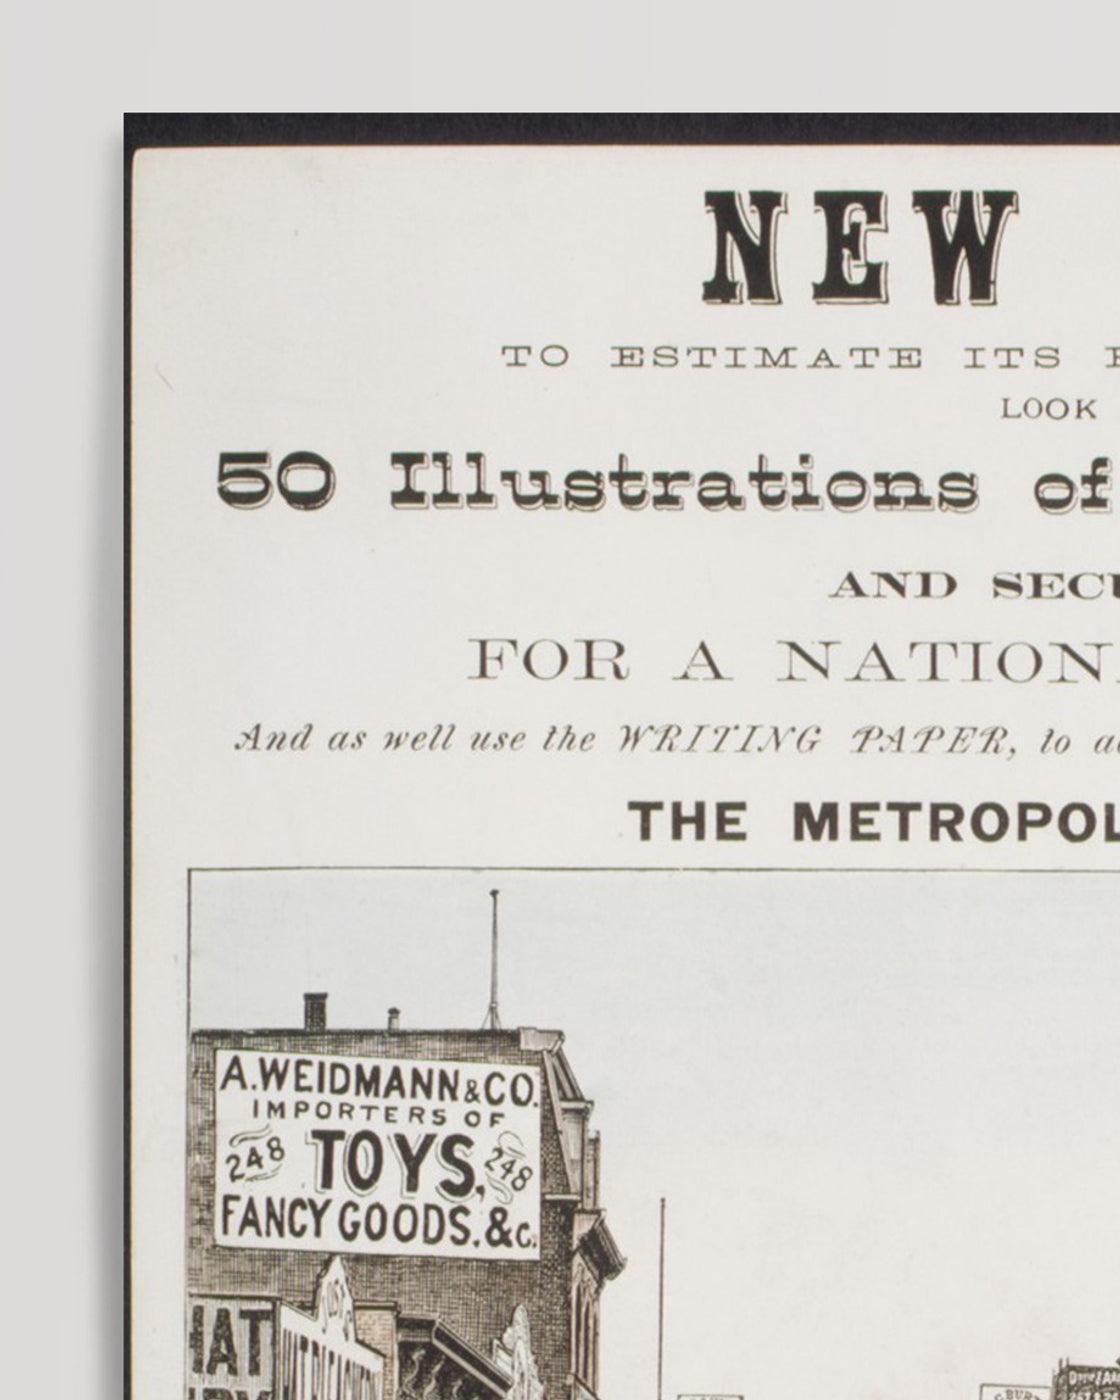 NEW
TO ESTIMATE ITS
LOOK
50 Illustrations of
AND
FOR A
And as well use the WRITING PAPER, to
THE
A. WEIDMANN & CO.
IMPORTERS OF
248 TOYS, 248
FANCY GOODS, &c.